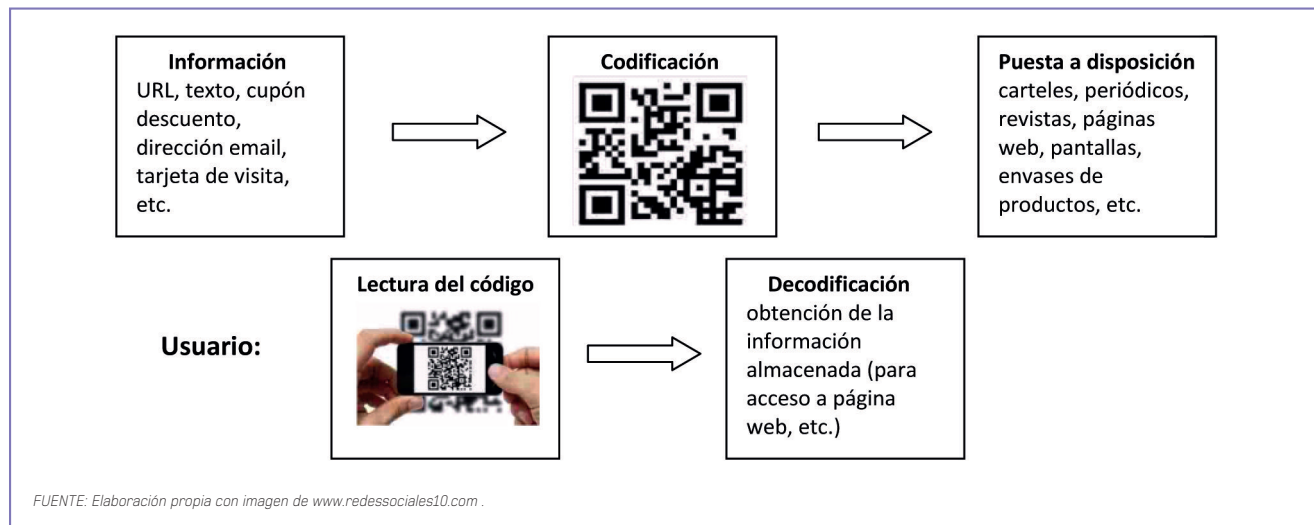 Información
URL, texto, cupón
descuento,
dirección email,
tarjeta de visita,
etc.
Codificación
Puesta a disposición
carteles, periódicos,
revistas, páginas
web, pantallas,
envases de
productos, etc.
Usuario:
Lectura del código
Decodificación
obtención de la
información
almacenada (para
acceso a página
web, etc.)
FUENTE: Elaboración propia con imagen de www.redessociales10.com .